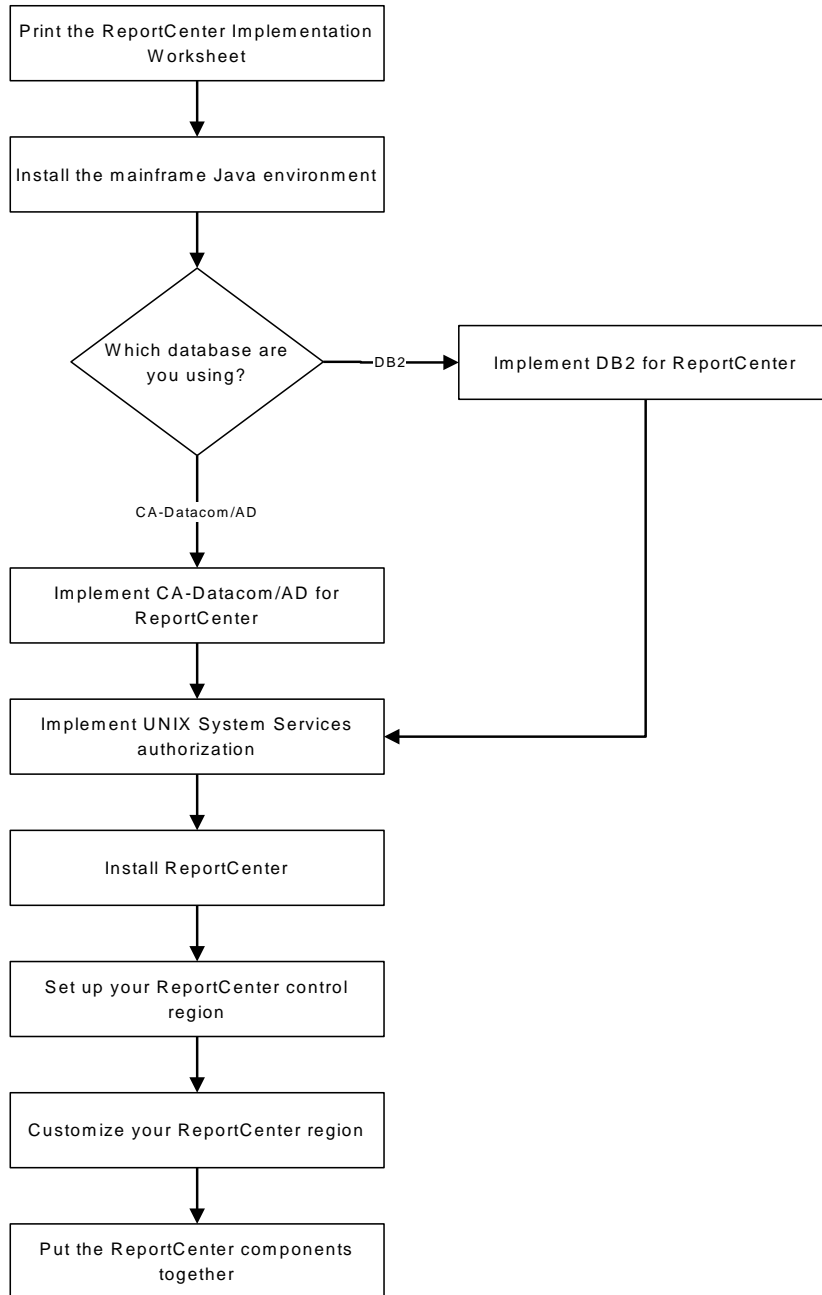 Print the ReportCenter Implementation
Worksheet
Install the mainframe Java environment
Which database are
you using?
DB2
Implement DB2 for ReportCenter
CA-Datacom/AD
Implement CA-Datacom/AD for
ReportCenter
Implement UNIX System Services
authorization
Install ReportCenter
Set up your ReportCenter control
region
Customize your ReportCenter region
Put the ReportCenter components
together